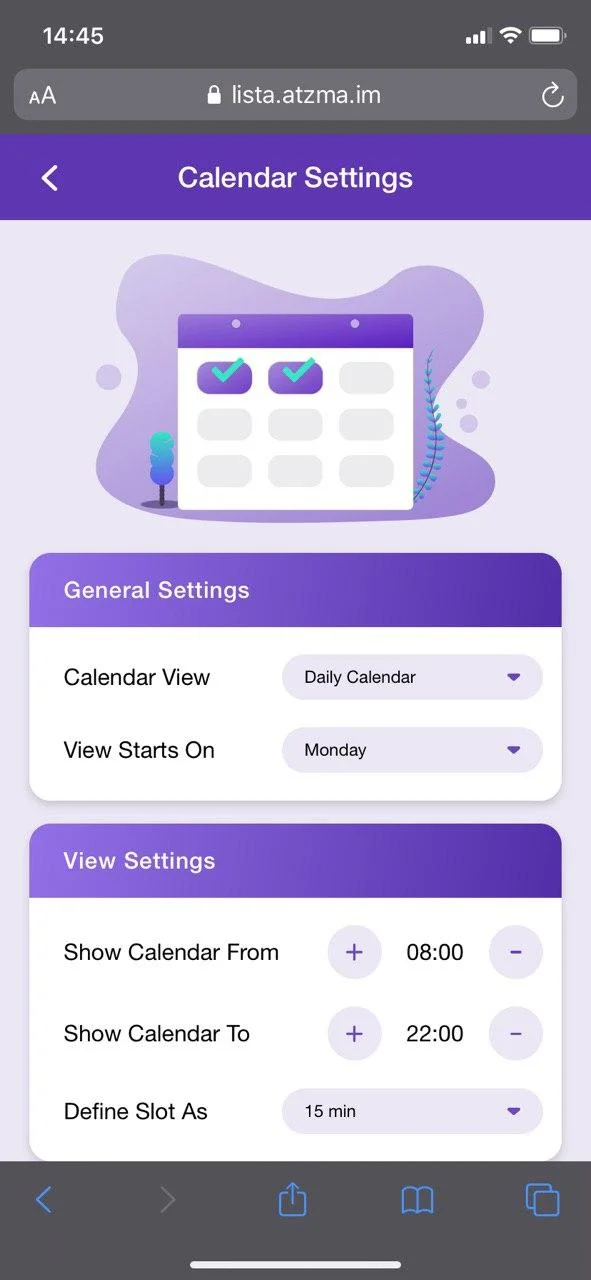 14:45
AA lista.atzma.im
Calendar Settings
General Settings
Calendar View Daily Calendar
View Starts On Monday
View Settings
Show Calendar From + 08:00 -
Show Calendar To + 22:00 -
Define Slot As 15 min